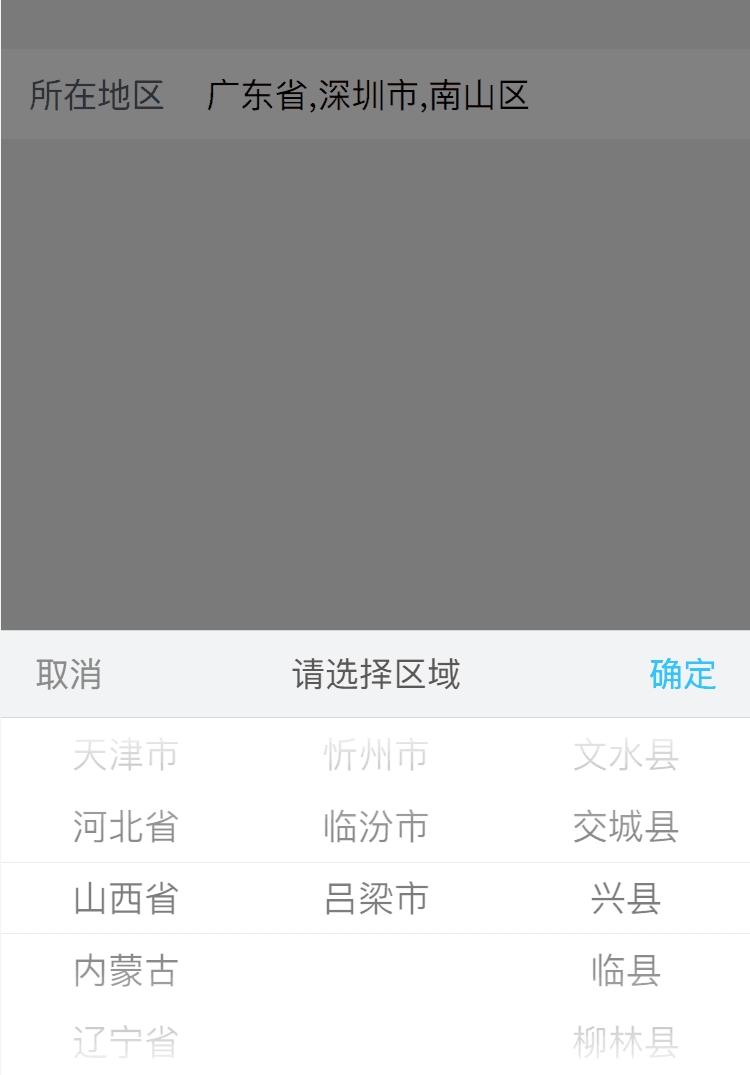 所在地区 广东省,深圳市,南山区
取消 请选择区域 确定
天津市 忻州市 文水县
河北省 临汾市 交城县
山西省 吕梁市 兴县
内蒙古 临县
辽宁省 柳林县